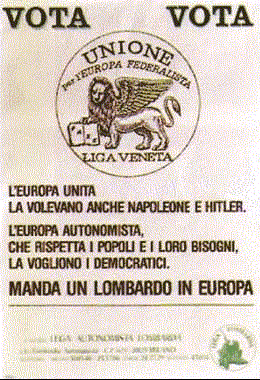 VOTA VOTA
UNIONE
per l'EUROPA FEDERALISTA
LIGA VENETA
L'EUROPA UNITA
LA VOLEVANO ANCHE NAPOLEONE E HITLER.
L'EUROPA AUTONOMISTA,
CHE RISPETTA I POPOLI E I LORO BISOGNI,
LA VOGLIONO I DEMOCRATICI.
MANDA UN LOMBARDO IN EUROPA
LEGA AUTONOMISTA LOMBARDA